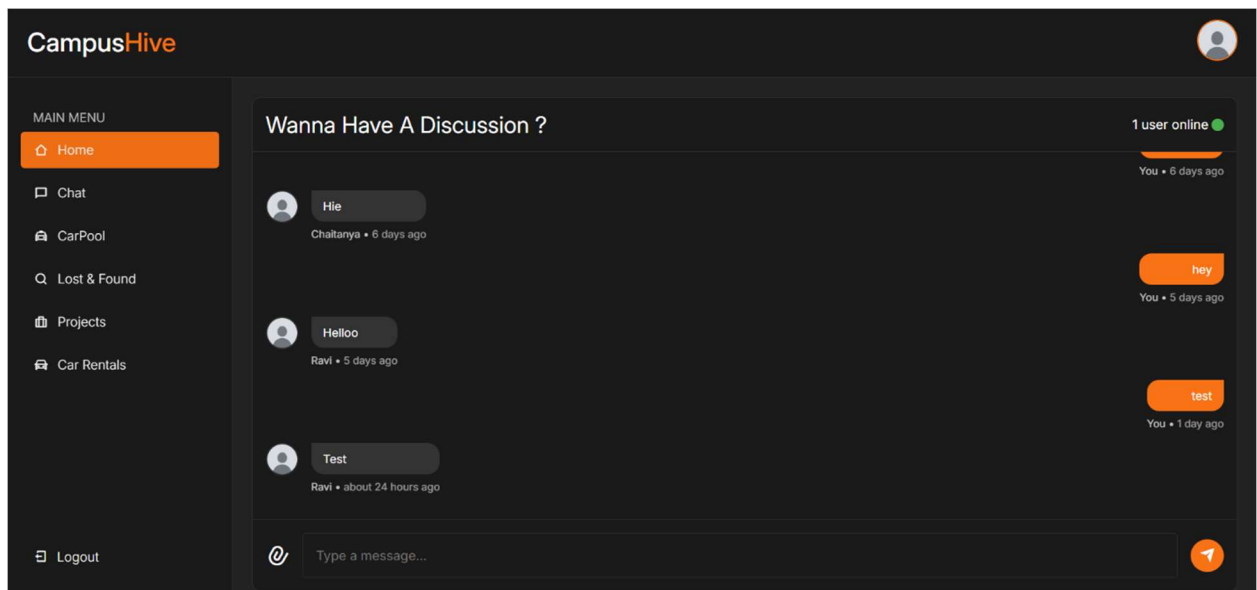 CampusHive
MAIN MENU
Home
Chat
CarPool
Lost & Found
Projects
Car Rentals
Logout
Wanna Have A Discussion ?
1 user online
You • 6 days ago
Hie
Chaitanya • 6 days ago
hey
You • 5 days ago
Helloo
Ravi • 5 days ago
test
You • 1 day ago
Test
Ravi • about 24 hours ago
Type a message...